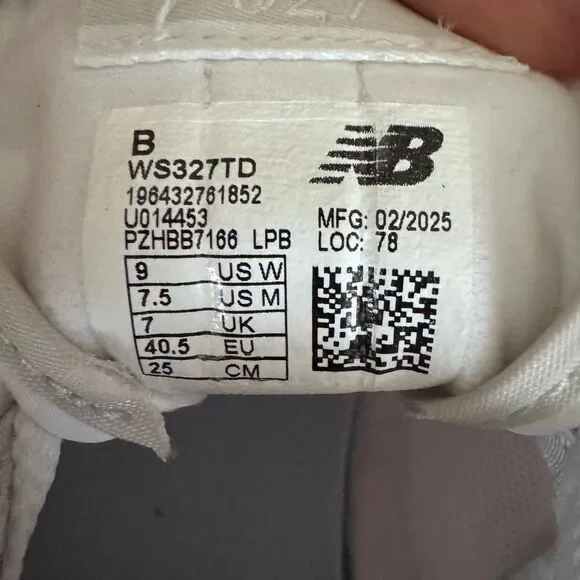 B
WS327TD
196432761852
U014453
PZHBB7166 LPB
NB
MFG: 02/2025
LOC: 78
9 US W
7.5 US M
7 UK
40.5 EU
25 CM